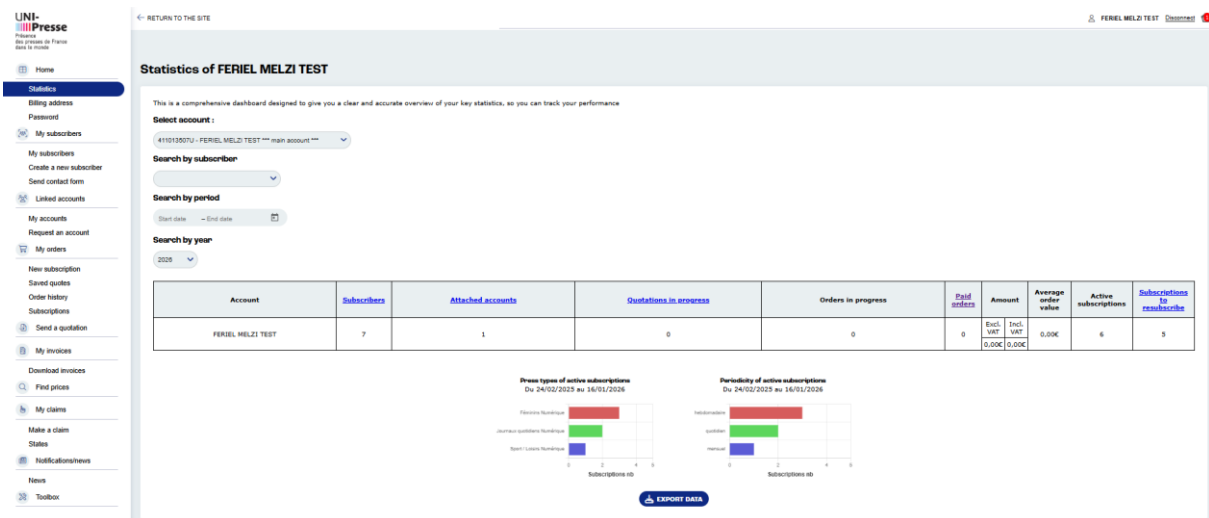 UNI-
Presse
Présence
des presses de France
dans le monde
RETURN TO THE SITE
FERIEL MELZI TEST Disconnect
Home
Statistics
Billing address
Password
My subscribers
My subscribers
Create a new subscriber
Send contact form
Linked accounts
My accounts
Request an account
My orders
New subscription
Saved quotes
Order history
Subscriptions
Send a quotation
My invoices
Download invoices
Find prices
My claims
Make a claim
States
Notifications/news
News
Toolbox
Statistics of FERIEL MELZI TEST
This is a comprehensive dashboard designed to give you a clear and accurate overview of your key statistics, so you can track your performance
Select account :
411013507U - FERIEL MELZI TEST *** main account ***
Search by subscriber
Search by period
Start date – End date
Search by year
2026
Account Subscribers Attached accounts Quotations in progress Orders in progress Paid orders Amount Average order value Active subscriptions Subscriptions to resubscribe
FERIEL MELZI TEST 7 1 0 0 0 Excl. VAT Incl. VAT 0,00€ 6 5
0,00€ 0,00€
Press types of active subscriptions
Du 24/02/2025 au 16/01/2026
Féminine Numérique
Journaux quotidiens Numérique
Sport / Loisirs Numérique
0 2 4 6
Subscriptions nb
Periodicity of active subscriptions
Du 24/02/2025 au 16/01/2026
hebdomadaire
quotidien
mensuel
0 2 4 6
Subscriptions nb
EXPORT DATA